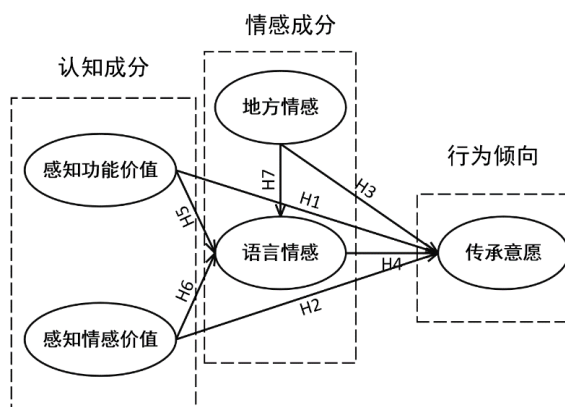 情感成分
认知成分
地方情感
行为倾向
感知功能价值
H7
H3
H1
H5
语言情感
传承意愿
H4
H6
H2
感知情感价值